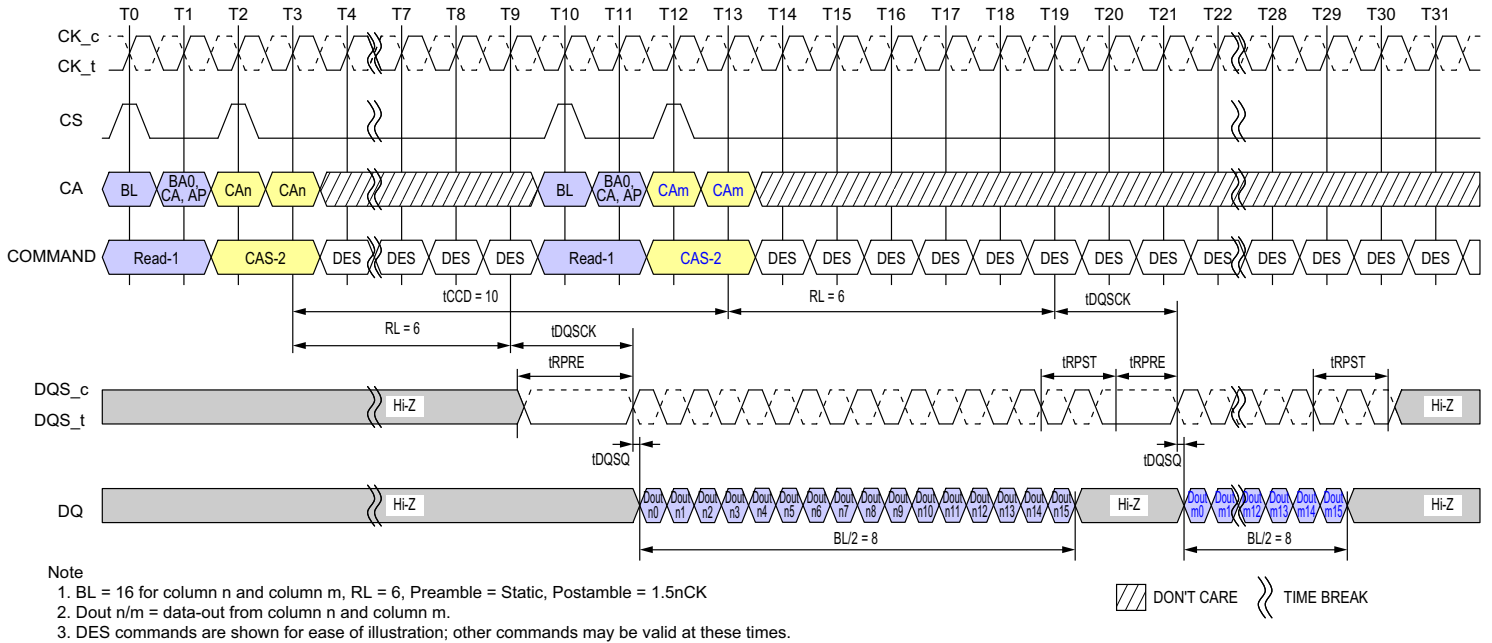 T0 T1 T2 T3 T4 T7 T8 T9 T10 T11 T12 T13 T14 T15 T16 T17 T18 T19 T20 T21 T22 T28 T29 T30 T31
CK_c
CK_t
CS
CA BL BA0, CA, AP CAn CAn BL BA0, CA, AP CAm CAm
COMMAND Read-1 CAS-2 DES DES DES DES Read-1 CAS-2 DES DES DES DES DES DES DES DES DES DES DES DES DES
tCCD = 10 RL = 6 tDQSCK
RL = 6 tDQSCK
tRPRE tRPST tRPRE tRPST
DQS_c
DQS_t
Hi-Z Hi-Z
tDQSQ tDQSQ
DQ Hi-Z Dout n0 Dout n1 Dout n2 Dout n3 Dout n4 Dout n5 Dout n6 Dout n7 Dout n8 Dout n9 Dout n10 Dout n11 Dout n12 Dout n13 Dout n14 Dout n15 Hi-Z Dout m0 Dout m1 Dout m12 Dout m13 Dout m14 Dout m15 Hi-Z
BL/2 = 8 BL/2 = 8
Note
1. BL = 16 for column n and column m, RL = 6, Preamble = Static, Postamble = 1.5nCK
2. Dout n/m = data-out from column n and column m.
3. DES commands are shown for ease of illustration; other commands may be valid at these times.
DON'T CARE TIME BREAK